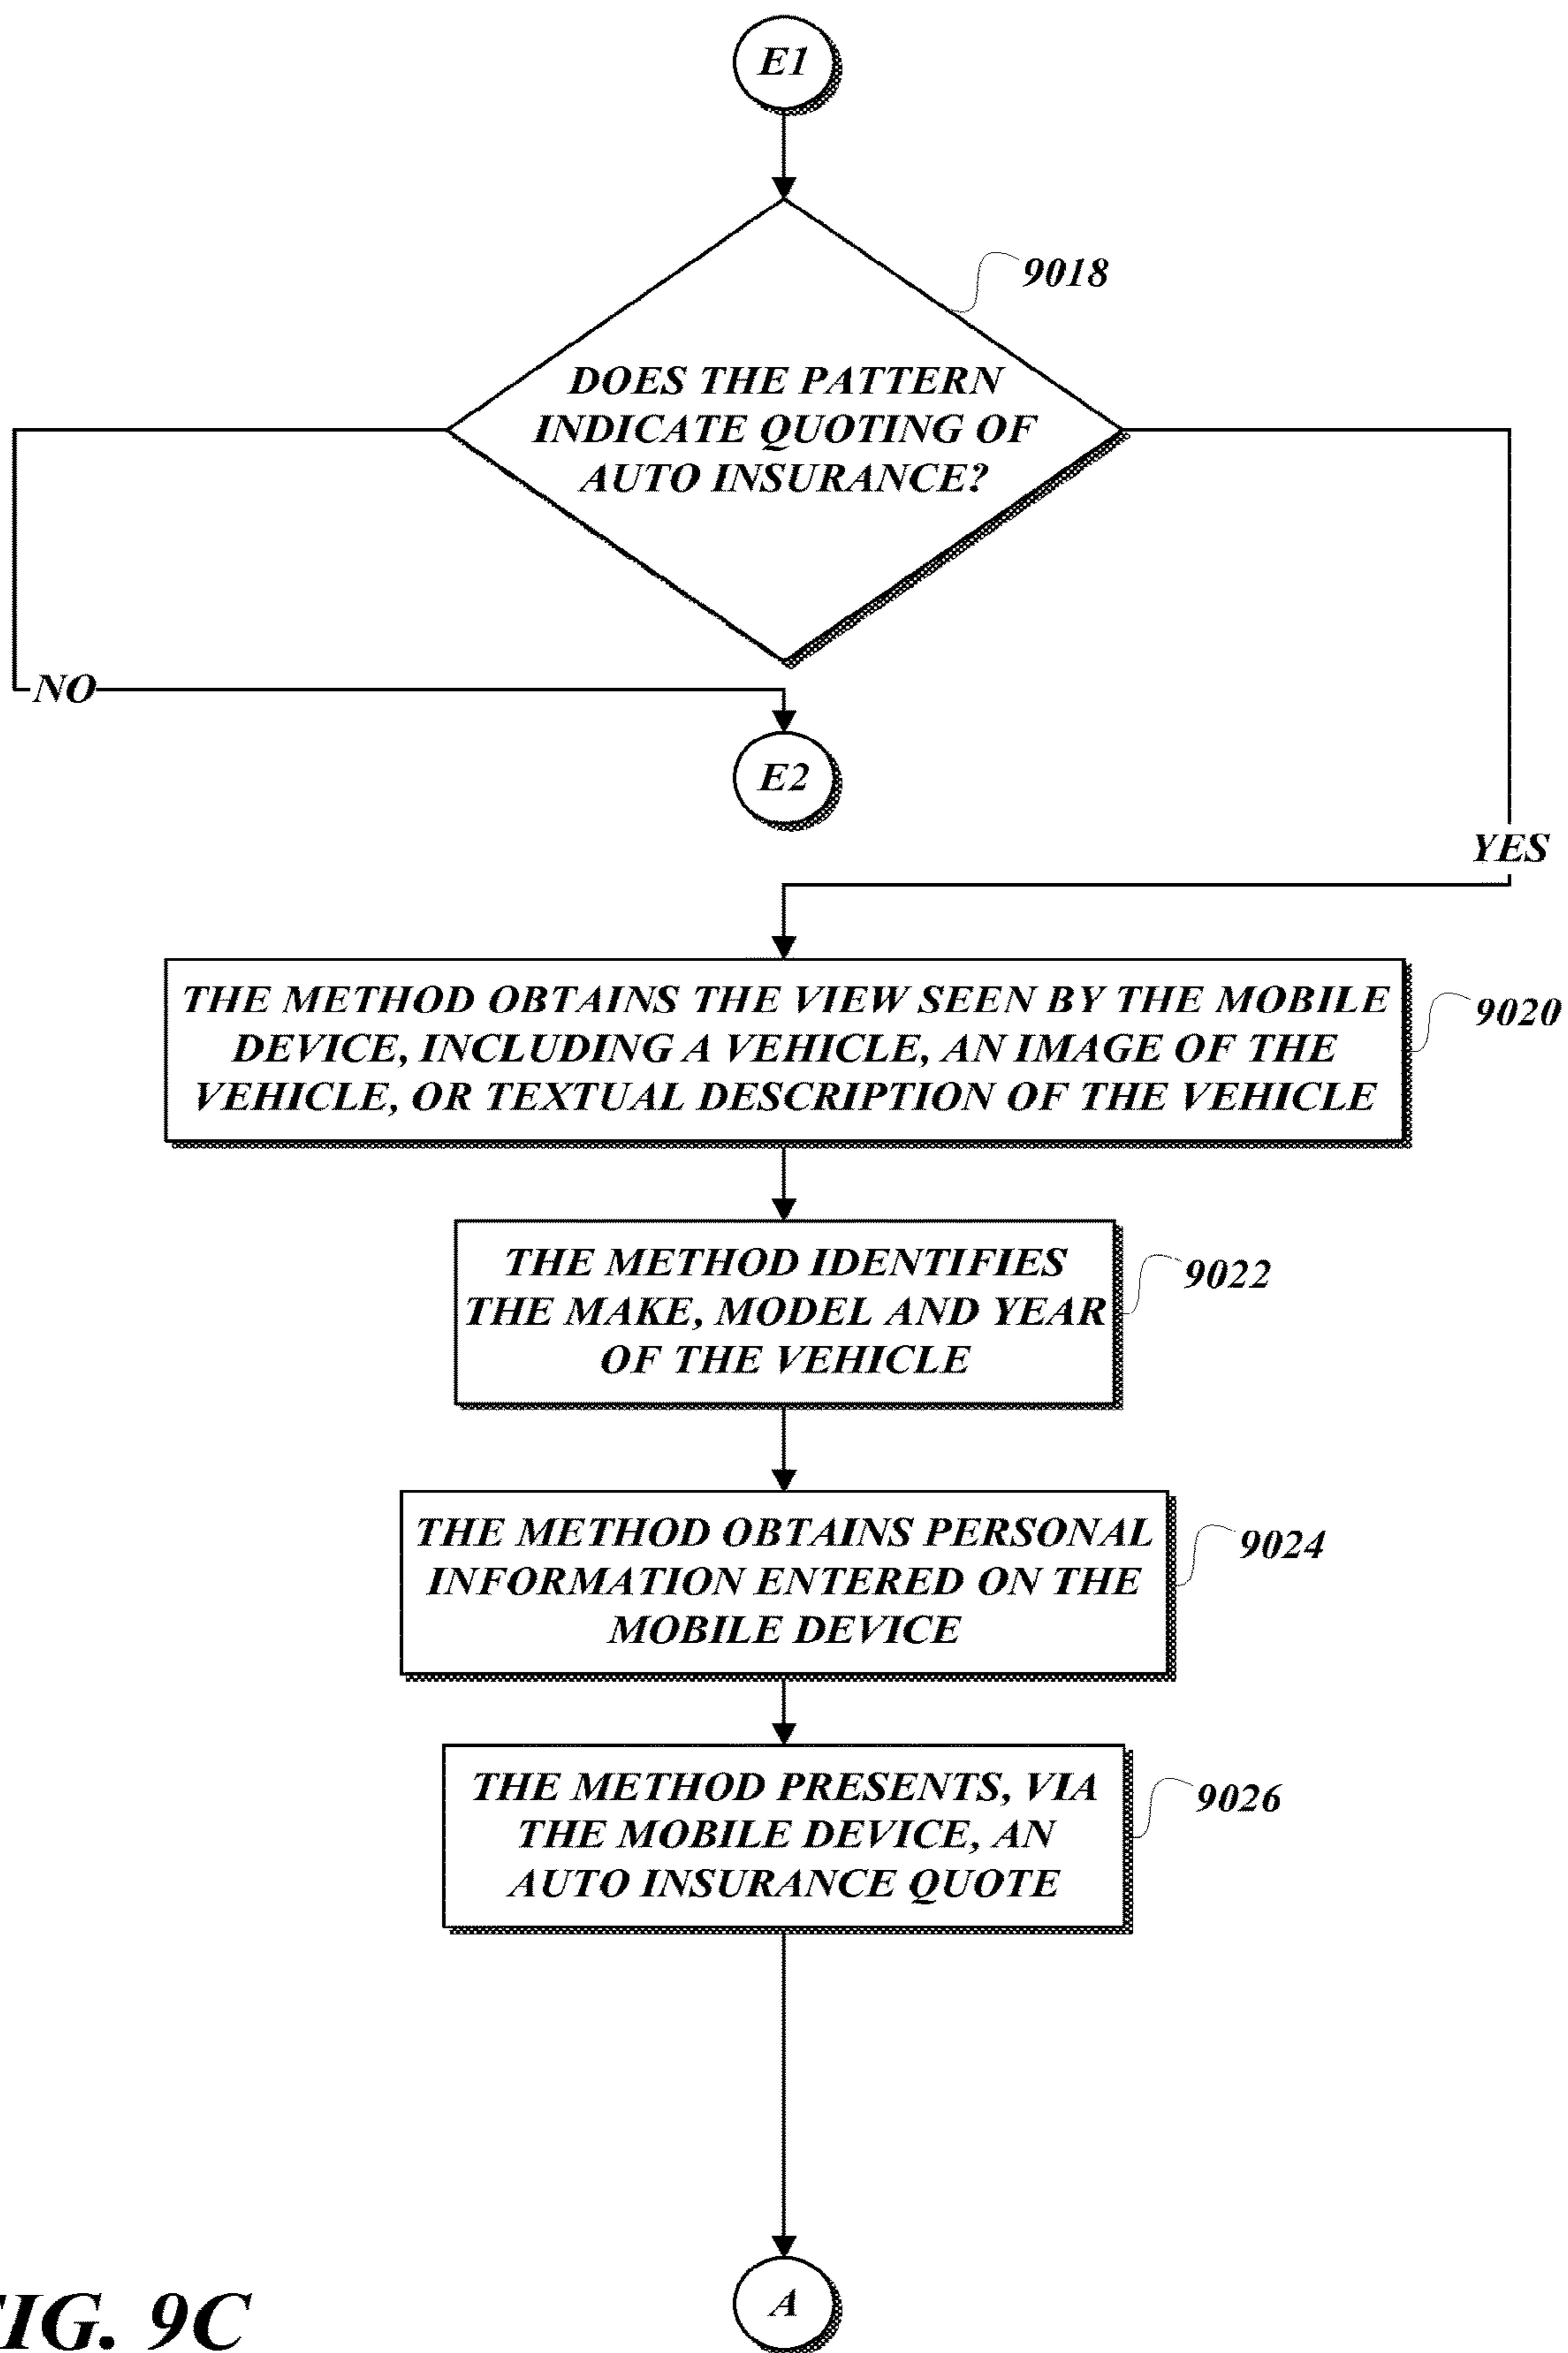 E1
9018
DOES THE PATTERN
INDICATE QUOTING OF
AUTO INSURANCE?
NO
E2
YES
THE METHOD OBTAINS THE VIEW SEEN BY THE MOBILE
DEVICE, INCLUDING A VEHICLE, AN IMAGE OF THE
VEHICLE, OR TEXTUAL DESCRIPTION OF THE VEHICLE
9020
THE METHOD IDENTIFIES
THE MAKE, MODEL AND YEAR
OF THE VEHICLE
9022
THE METHOD OBTAINS PERSONAL
INFORMATION ENTERED ON THE
MOBILE DEVICE
9024
THE METHOD PRESENTS, VIA
THE MOBILE DEVICE, AN
AUTO INSURANCE QUOTE
9026
A
IG. 9C